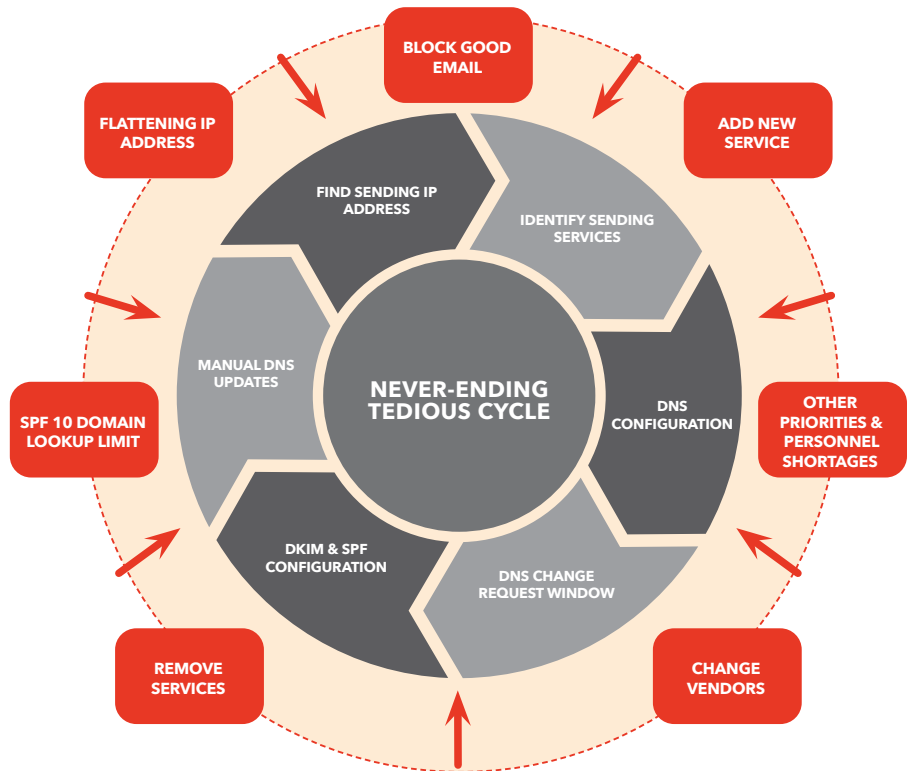 BLOCK GOOD
EMAIL
FLATTENING IP
ADDRESS
ADD NEW
SERVICE
FIND SENDING IP
ADDRESS
IDENTIFY SENDING
SERVICES
MANUAL DNS
UPDATES
NEVER-ENDING
TEDIOUS CYCLE
DNS
CONFIGURATION
SPF 10 DOMAIN
LOOKUP LIMIT
OTHER
PRIORITIES &
PERSONNEL
SHORTAGES
DKIM & SPF
CONFIGURATION
DNS CHANGE
REQUEST WINDOW
REMOVE
SERVICES
CHANGE
VENDORS